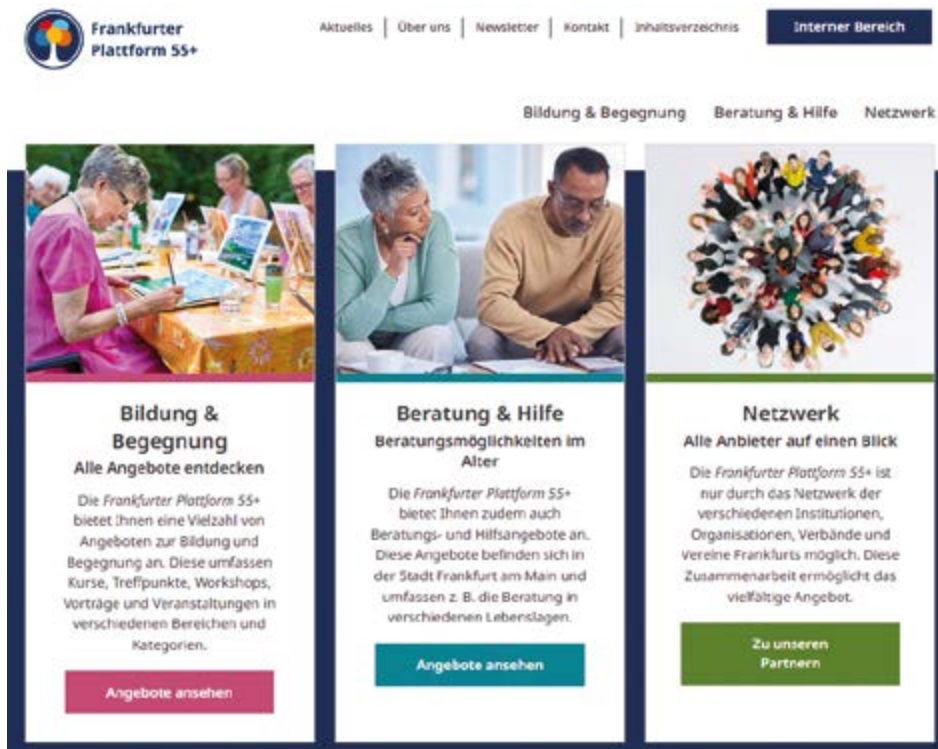 Frankfurter
Plattform 55+
Aktuelles | Über uns | Newsletter | Kontakt | Inhaltsverzeichnis
Interner Bereich
Bildung & Begegnung Beratung & Hilfe Netzwerk
Bildung &
Begegnung
Alle Angebote entdecken
Die Frankfurter Plattform 55+
bietet Ihnen eine Vielzahl von
Angeboten zur Bildung und
Begegnung an. Diese umfassen
Kurse, Treffpunkte, Workshops,
Vorträge und Veranstaltungen in
verschiedenen Bereichen und
Kategorien.
Angebote ansehen
Beratung & Hilfe
Beratungsmöglichkeiten im
Alter
Die Frankfurter Plattform 55+
bietet Ihnen zudem auch
Beratungs- und Hilfsangebote an.
Diese Angebote befinden sich in
der Stadt Frankfurt am Main und
umfassen z. B. die Beratung in
verschiedenen Lebenslagen.
Angebote ansehen
Netzwerk
Alle Anbieter auf einen Blick
Die Frankfurter Plattform 55+ ist
nur durch das Netzwerk der
verschiedenen Institutionen,
Organisationen, Verbände und
Vereine Frankfurts möglich. Diese
Zusammenarbeit ermöglicht das
vielfältige Angebot.
Zu unseren
Partnern